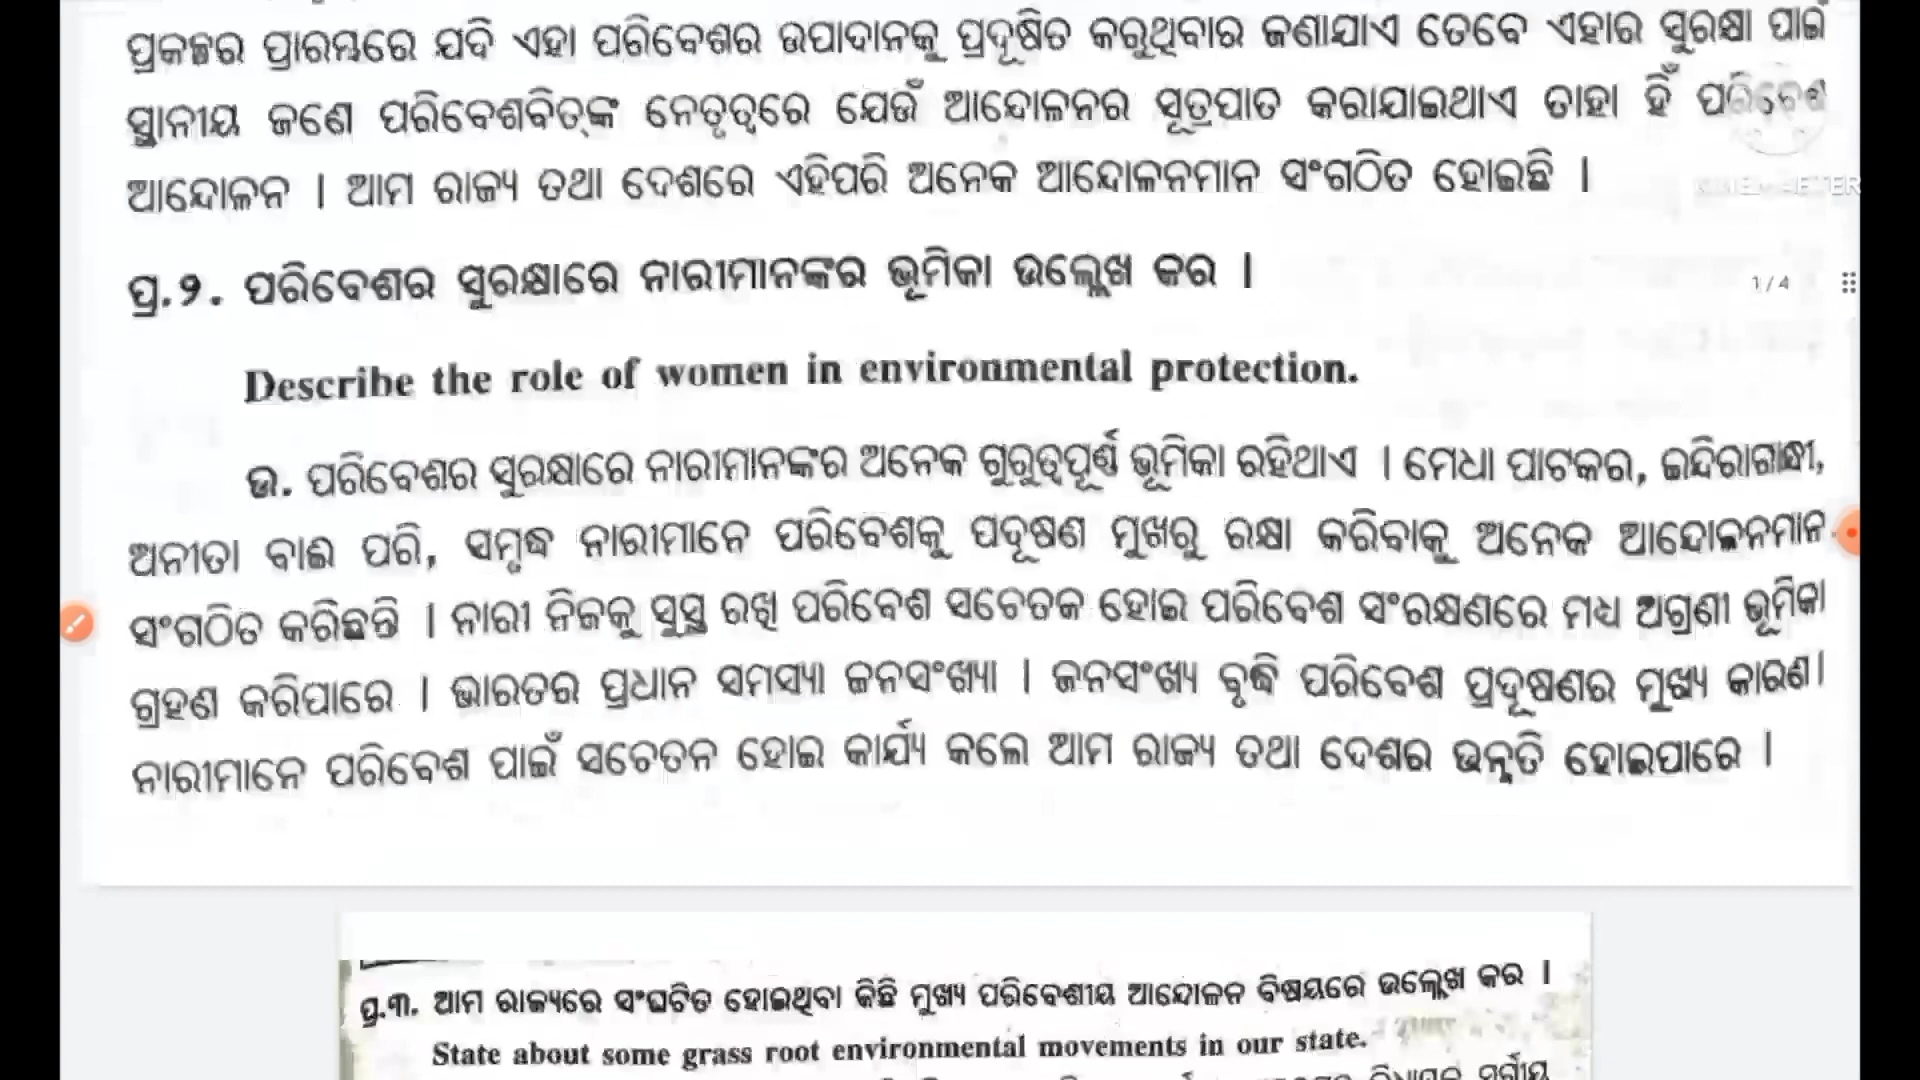 ପ୍ରକଳ୍ପର ପ୍ରାରମ୍ଭରେ ଯଦି ଏହା ପରିବେଶର ଉପାଦାନକୁ ପ୍ରଦୂଷିତ କରୁଥିବାର ଜଣାଯାଏ ତେବେ ଏହାର ସୁରକ୍ଷା ପାଇଁ
ସ୍ଥାନୀୟ ଜଣେ ପରିବେଶବିତ୍‌ଙ୍କ ନେତୃତ୍ୱରେ ଯେଉଁ ଆନ୍ଦୋଳନର ସୂତ୍ରପାତ କରାଯାଇଥାଏ ତାହା ହିଁ ପରିବେଶ
ଆନ୍ଦୋଳନ । ଆମ ରାଜ୍ୟ ତଥା ଦେଶରେ ଏହିପରି ଅନେକ ଆନ୍ଦୋଳନମାନ ସଂଗଠିତ ହୋଇଛି ।
ପ୍ର.୨. ପରିବେଶର ସୁରକ୍ଷାରେ ନାରୀମାନଙ୍କର ଭୂମିକା ଉଲ୍ଲେଖ କର ।
1 / 4
Describe the role of women in environmental protection.
ଉ. ପରିବେଶର ସୁରକ୍ଷାରେ ନାରୀମାନଙ୍କର ଅନେକ ଗୁରୁତ୍ୱପୂର୍ଣ୍ଣ ଭୂମିକା ରହିଥାଏ । ମେଧା ପାଟକର, ଇନ୍ଦିରାଗାନ୍ଧୀ,
ଅନୀତା ବାଈ ପରି, ସମୃଦ୍ଧ ନାରୀମାନେ ପରିବେଶକୁ ପଦୂଷଣ ମୁଖରୁ ରକ୍ଷା କରିବାକୁ ଅନେକ ଆନ୍ଦୋଳନମାନ
ସଂଗଠିତ କରିଛନ୍ତି । ନାରୀ ନିଜକୁ ସୁସ୍ଥ ରଖି ପରିବେଶ ସଚେତକ ହୋଇ ପରିବେଶ ସଂରକ୍ଷଣରେ ମଧ୍ୟ ଅଗ୍ରଣୀ ଭୂମିକା
ଗ୍ରହଣ କରିପାରେ । ଭାରତର ପ୍ରଧାନ ସମସ୍ୟା ଜନସଂଖ୍ୟା । ଜନସଂଖ୍ୟ ବୃଦ୍ଧି ପରିବେଶ ପ୍ରଦୂଷଣର ମୁଖ୍ୟ କାରଣ।
ନାରୀମାନେ ପରିବେଶ ପାଇଁ ସଚେତନ ହୋଇ କାର୍ଯ୍ୟ କଲେ ଆମ ରାଜ୍ୟ ତଥା ଦେଶର ଉନ୍ନତି ହୋଇପାରେ ।
ପ୍ର.୩. ଆମ ରାଜ୍ୟରେ ସଂଘଟିତ ହୋଇଥିବା କିଛି ମୁଖ୍ୟ ପରିବେଶୀୟ ଆନ୍ଦୋଳନ ବିଷୟରେ ଉଲ୍ଲେଖ କର ।
State about some grass root environmental movements in our state.